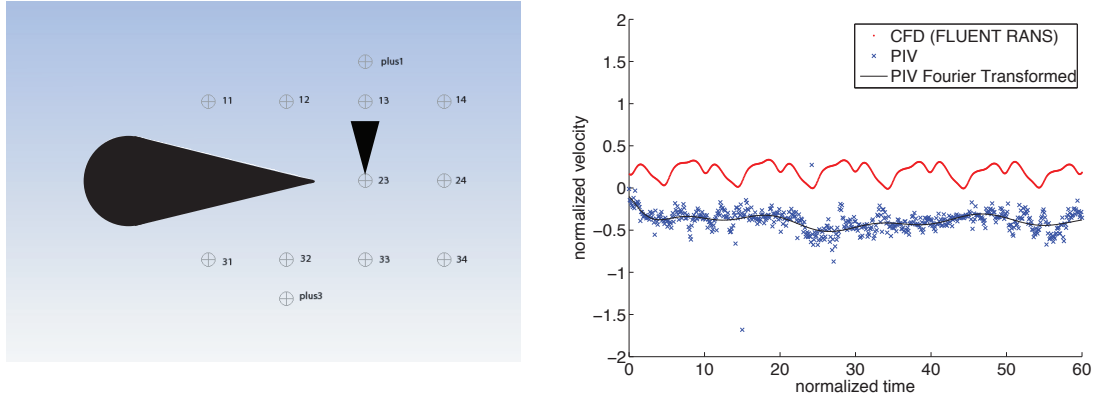 plus1
11 12 13 14
23 24
31 32 33 34
plus3
2
1.5
1
0.5
0
−0.5
−1
−1.5
−2
normalized velocity
CFD (FLUENT RANS)
PIV
PIV Fourier Transformed
0 10 20 30 40 50 60
normalized time